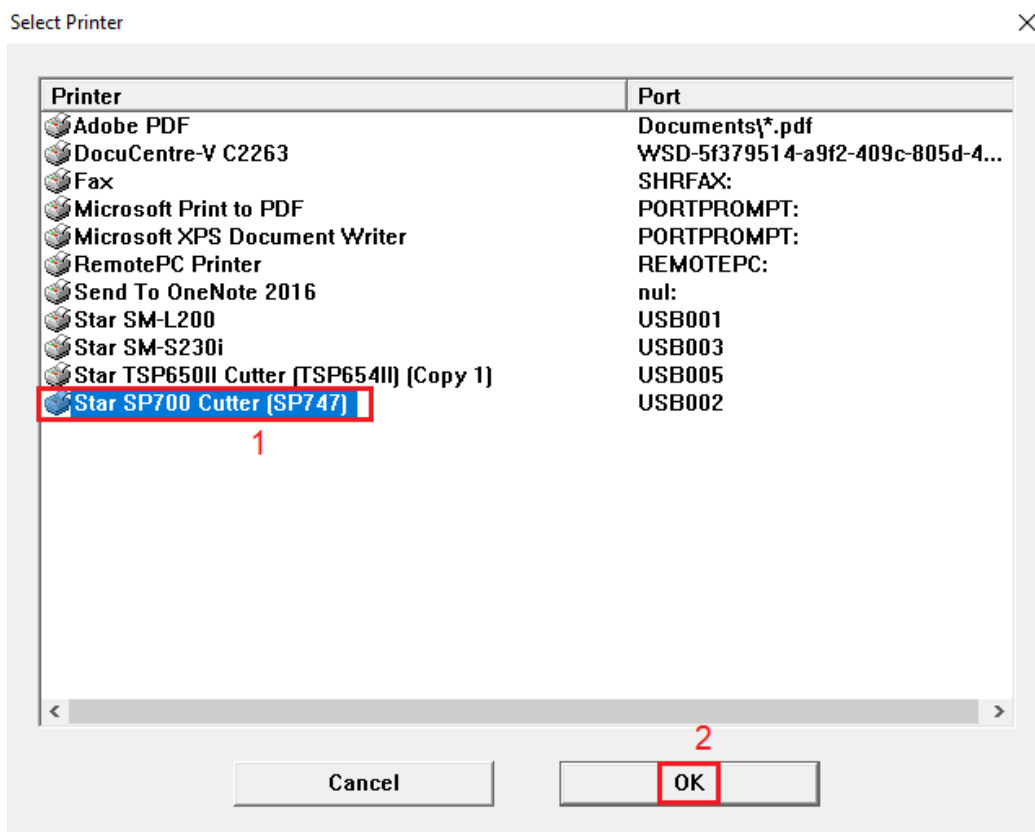 Select Printer
Printer Port
Adobe PDF Documents\*.pdf
DocuCentre-V C2263 WSD-5f379514-a9f2-409c-805d-4...
Fax SHRFAX:
Microsoft Print to PDF PORTPROMPT:
Microsoft XPS Document Writer PORTPROMPT:
RemotePC Printer REMOTEPC:
Send To OneNote 2016 nul:
Star SM-L200 USB001
Star SM-S230i USB003
Star TSP650II Cutter (TSP654II) (Copy 1) USB005
Star SP700 Cutter (SP747) USB002
1
2
Cancel OK